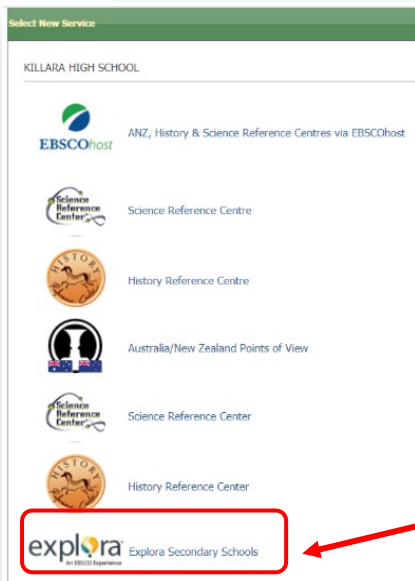 Select New Service
KILLARA HIGH SCHOOL
EBSCOhost
ANZ, History & Science Reference Centres via EBSCOhost
Science
Reference
Center
Science Reference Centre
HISTORY
History Reference Centre
Australia/New Zealand Points of View
Science
Reference
Center
Science Reference Center
HISTORY
History Reference Center
explora
An EBSCO Experience
Explora Secondary Schools